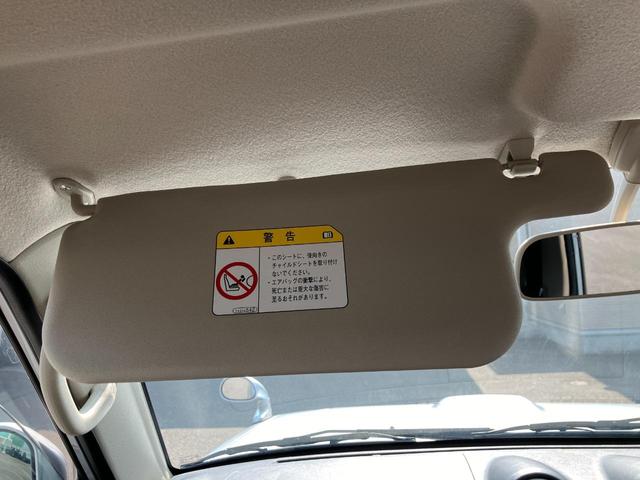 警告
・このシートに、後向きの
チャイルドシートを取り付け
ないでください。
・エアバッグの衝撃により、
死亡または重大な傷害に
至るおそれがあります。